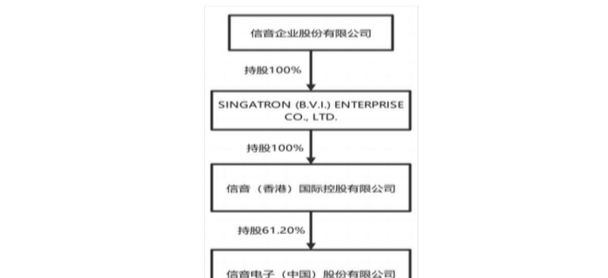 信音企业股份有限公司
持股100%
SINGATRON (B.V.I.) ENTERPRISE
CO., LTD.
持股100%
信音（香港）国际控股有限公司
持股61.20%
信音电子（中国）股份有限公司